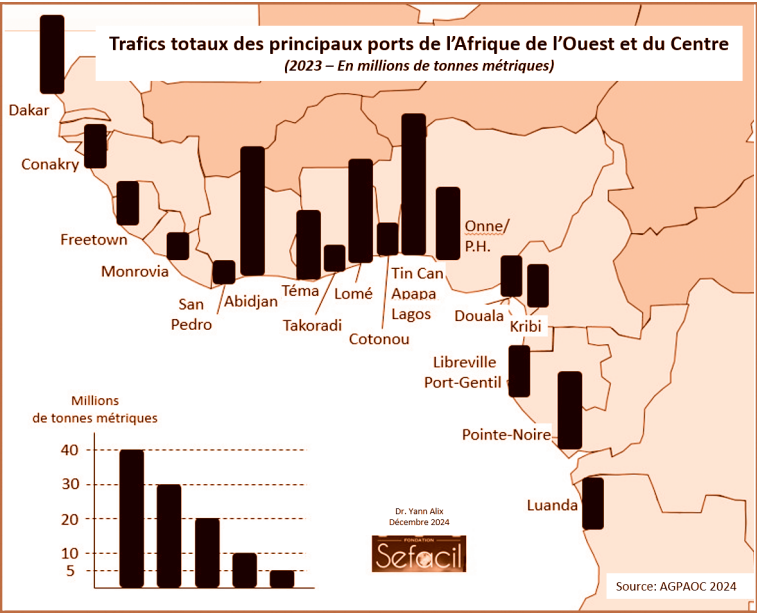 Trafics totaux des principaux ports de l'Afrique de l'Ouest et du Centre
(2023 – En millions de tonnes métriques)
Dakar
Conakry
Freetown
Monrovia
San
Pedro
Abidjan
Téma
Takoradi
Lomé
Cotonou
Tin Can
Apapa
Lagos
Onne/
P.H.
Douala
Kribi
Libreville
Port-Gentil
Pointe-Noire
Luanda
Millions
de tonnes métriques
40
30
20
10
5
Dr. Yann Alix
Décembre 2024
FONDATION
Sefacil
Source: AGPAOC 2024